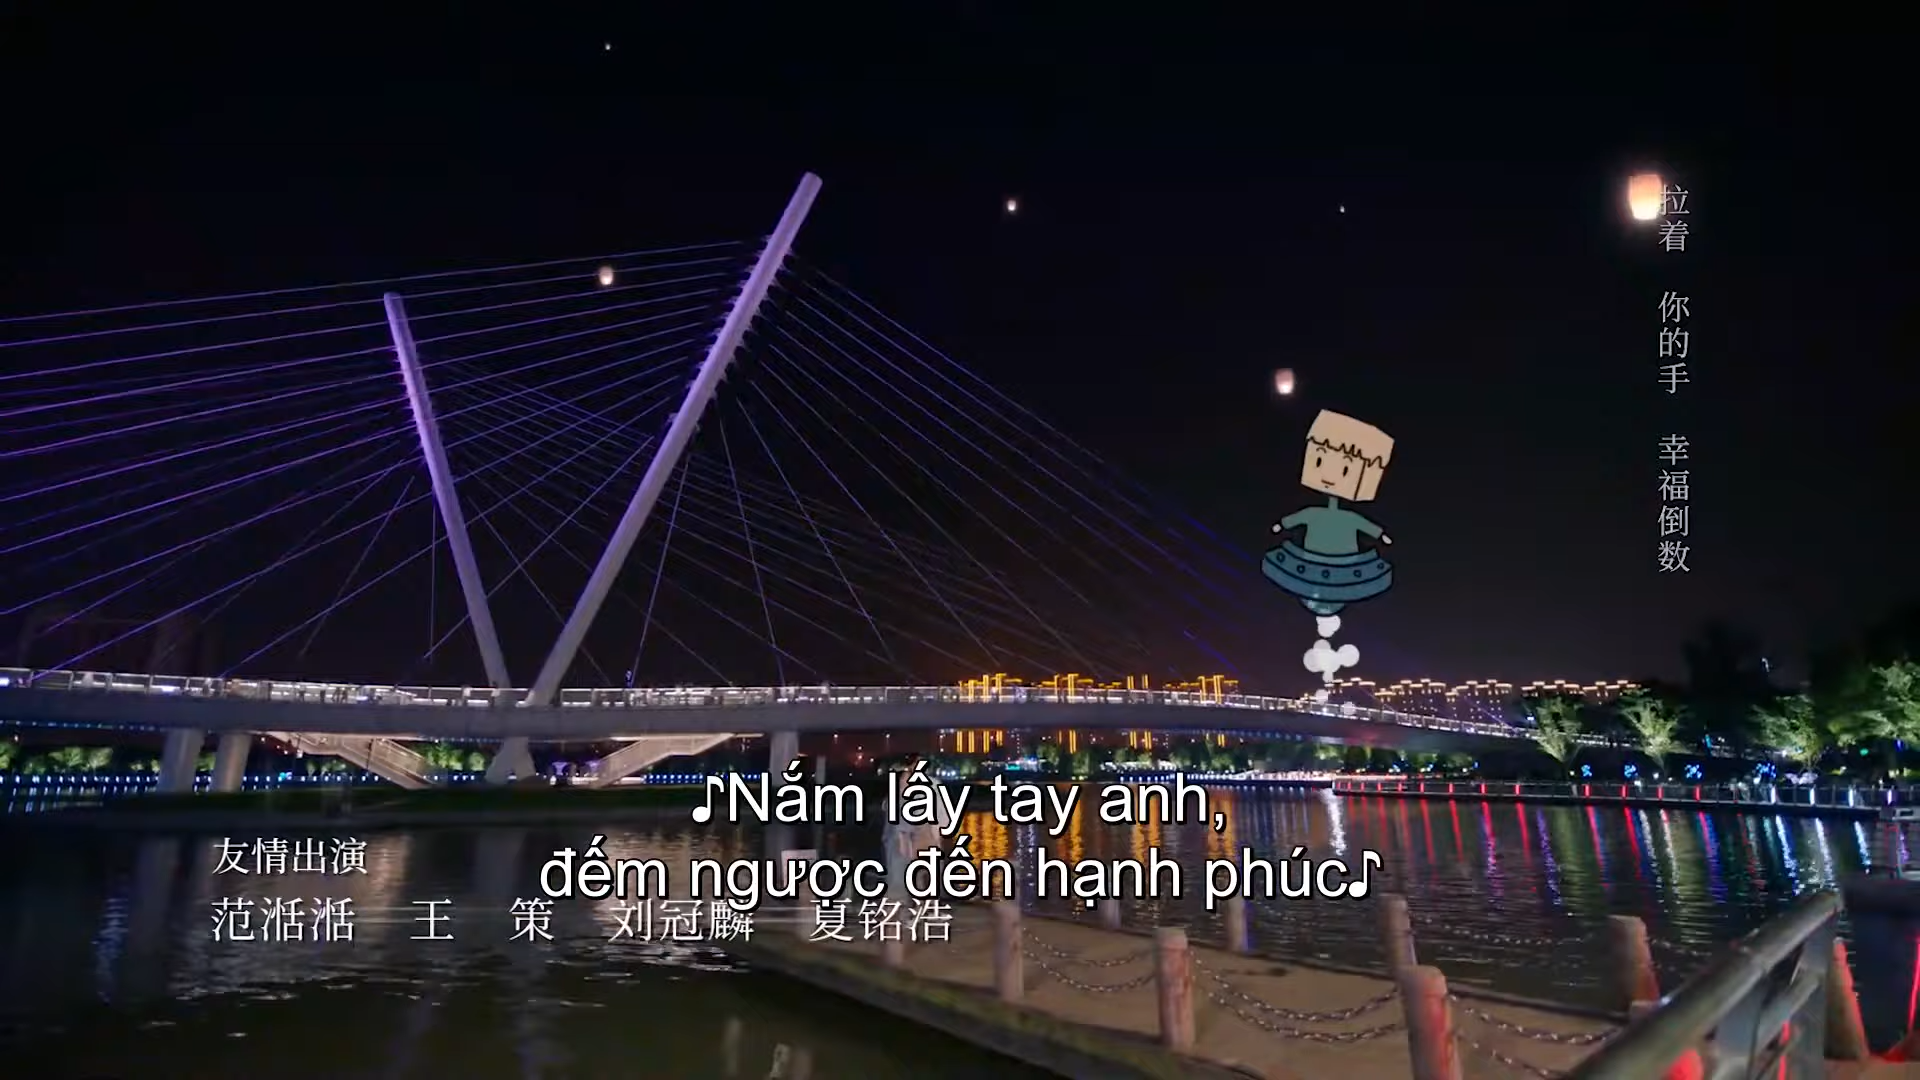 拉着 你的手 幸福倒数
♪Nắm lấy tay anh,
đếm ngược đến hạnh phúc♪
友情出演
范湉湉 王策 刘冠麟 夏铭浩